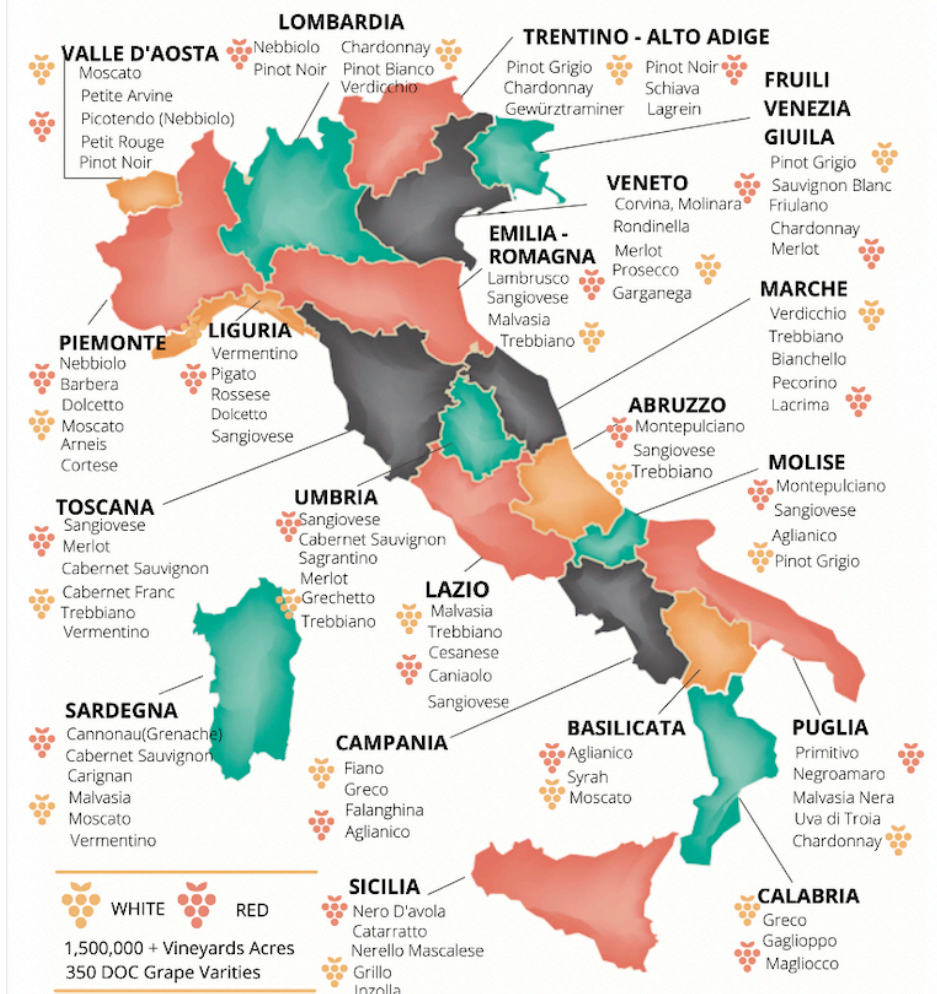 LOMBARDIA
Nebbiolo
Pinot Noir
Chardonnay
Pinot Bianco
Verdicchio
VALLE D'AOSTA
Moscato
Petite Arvine
Picotendo (Nebbiolo)
Petit Rouge
Pinot Noir
TRENTINO - ALTO ADIGE
Pinot Grigio
Chardonnay
Gewürztraminer
Pinot Noir
Schiava
Lagrein
FRUILI
VENEZIA
GIUILA
Pinot Grigio
Sauvignon Blanc
Friulano
Chardonnay
Merlot
VENETO
Corvina, Molinara
Rondinella
Merlot
Prosecco
Garganega
EMILIA -
ROMAGNA
Lambrusco
Sangiovese
Malvasia
Trebbiano
MARCHE
Verdicchio
Trebbiano
Bianchello
Pecorino
Lacrima
PIEMONTE
Nebbiolo
Barbera
Dolcetto
Moscato
Arneis
Cortese
LIGURIA
Vermentino
Pigato
Rossese
Dolcetto
Sangiovese
ABRUZZO
Montepulciano
Sangiovese
Trebbiano
MOLISE
Montepulciano
Sangiovese
Aglianico
Pinot Grigio
TOSCANA
Sangiovese
Merlot
Cabernet Sauvignon
Cabernet Franc
Trebbiano
Vermentino
UMBRIA
Sangiovese
Cabernet Sauvignon
Sagrantino
Merlot
Grechetto
Trebbiano
LAZIO
Malvasia
Trebbiano
Cesanese
Caniaolo
Sangiovese
SARDEGNA
Cannonau(Grenache)
Cabernet Sauvignon
Carignan
Malvasia
Moscato
Vermentino
CAMPANIA
Fiano
Greco
Falanghina
Aglianico
BASILICATA
Aglianico
Syrah
Moscato
PUGLIA
Primitivo
Negroamaro
Malvasia Nera
Uva di Troia
Chardonnay
SICILIA
Nero D'avola
Catarratto
Nerello Mascalese
Grillo
Inzolla
CALABRIA
Greco
Gaglioppo
Magliocco
WHITE
RED
1,500,000 + Vineyards Acres
350 DOC Grape Varities